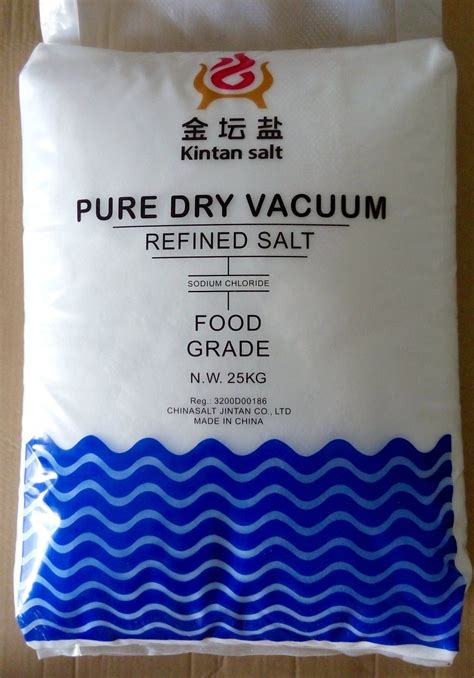 金坛盐
Kintan salt
PURE DRY VACUUM
REFINED SALT
SODIUM CHLORIDE
FOOD
GRADE
N.W. 25KG
Reg.: 3200D00186
CHINASALT JINTAN CO., LTD
MADE IN CHINA